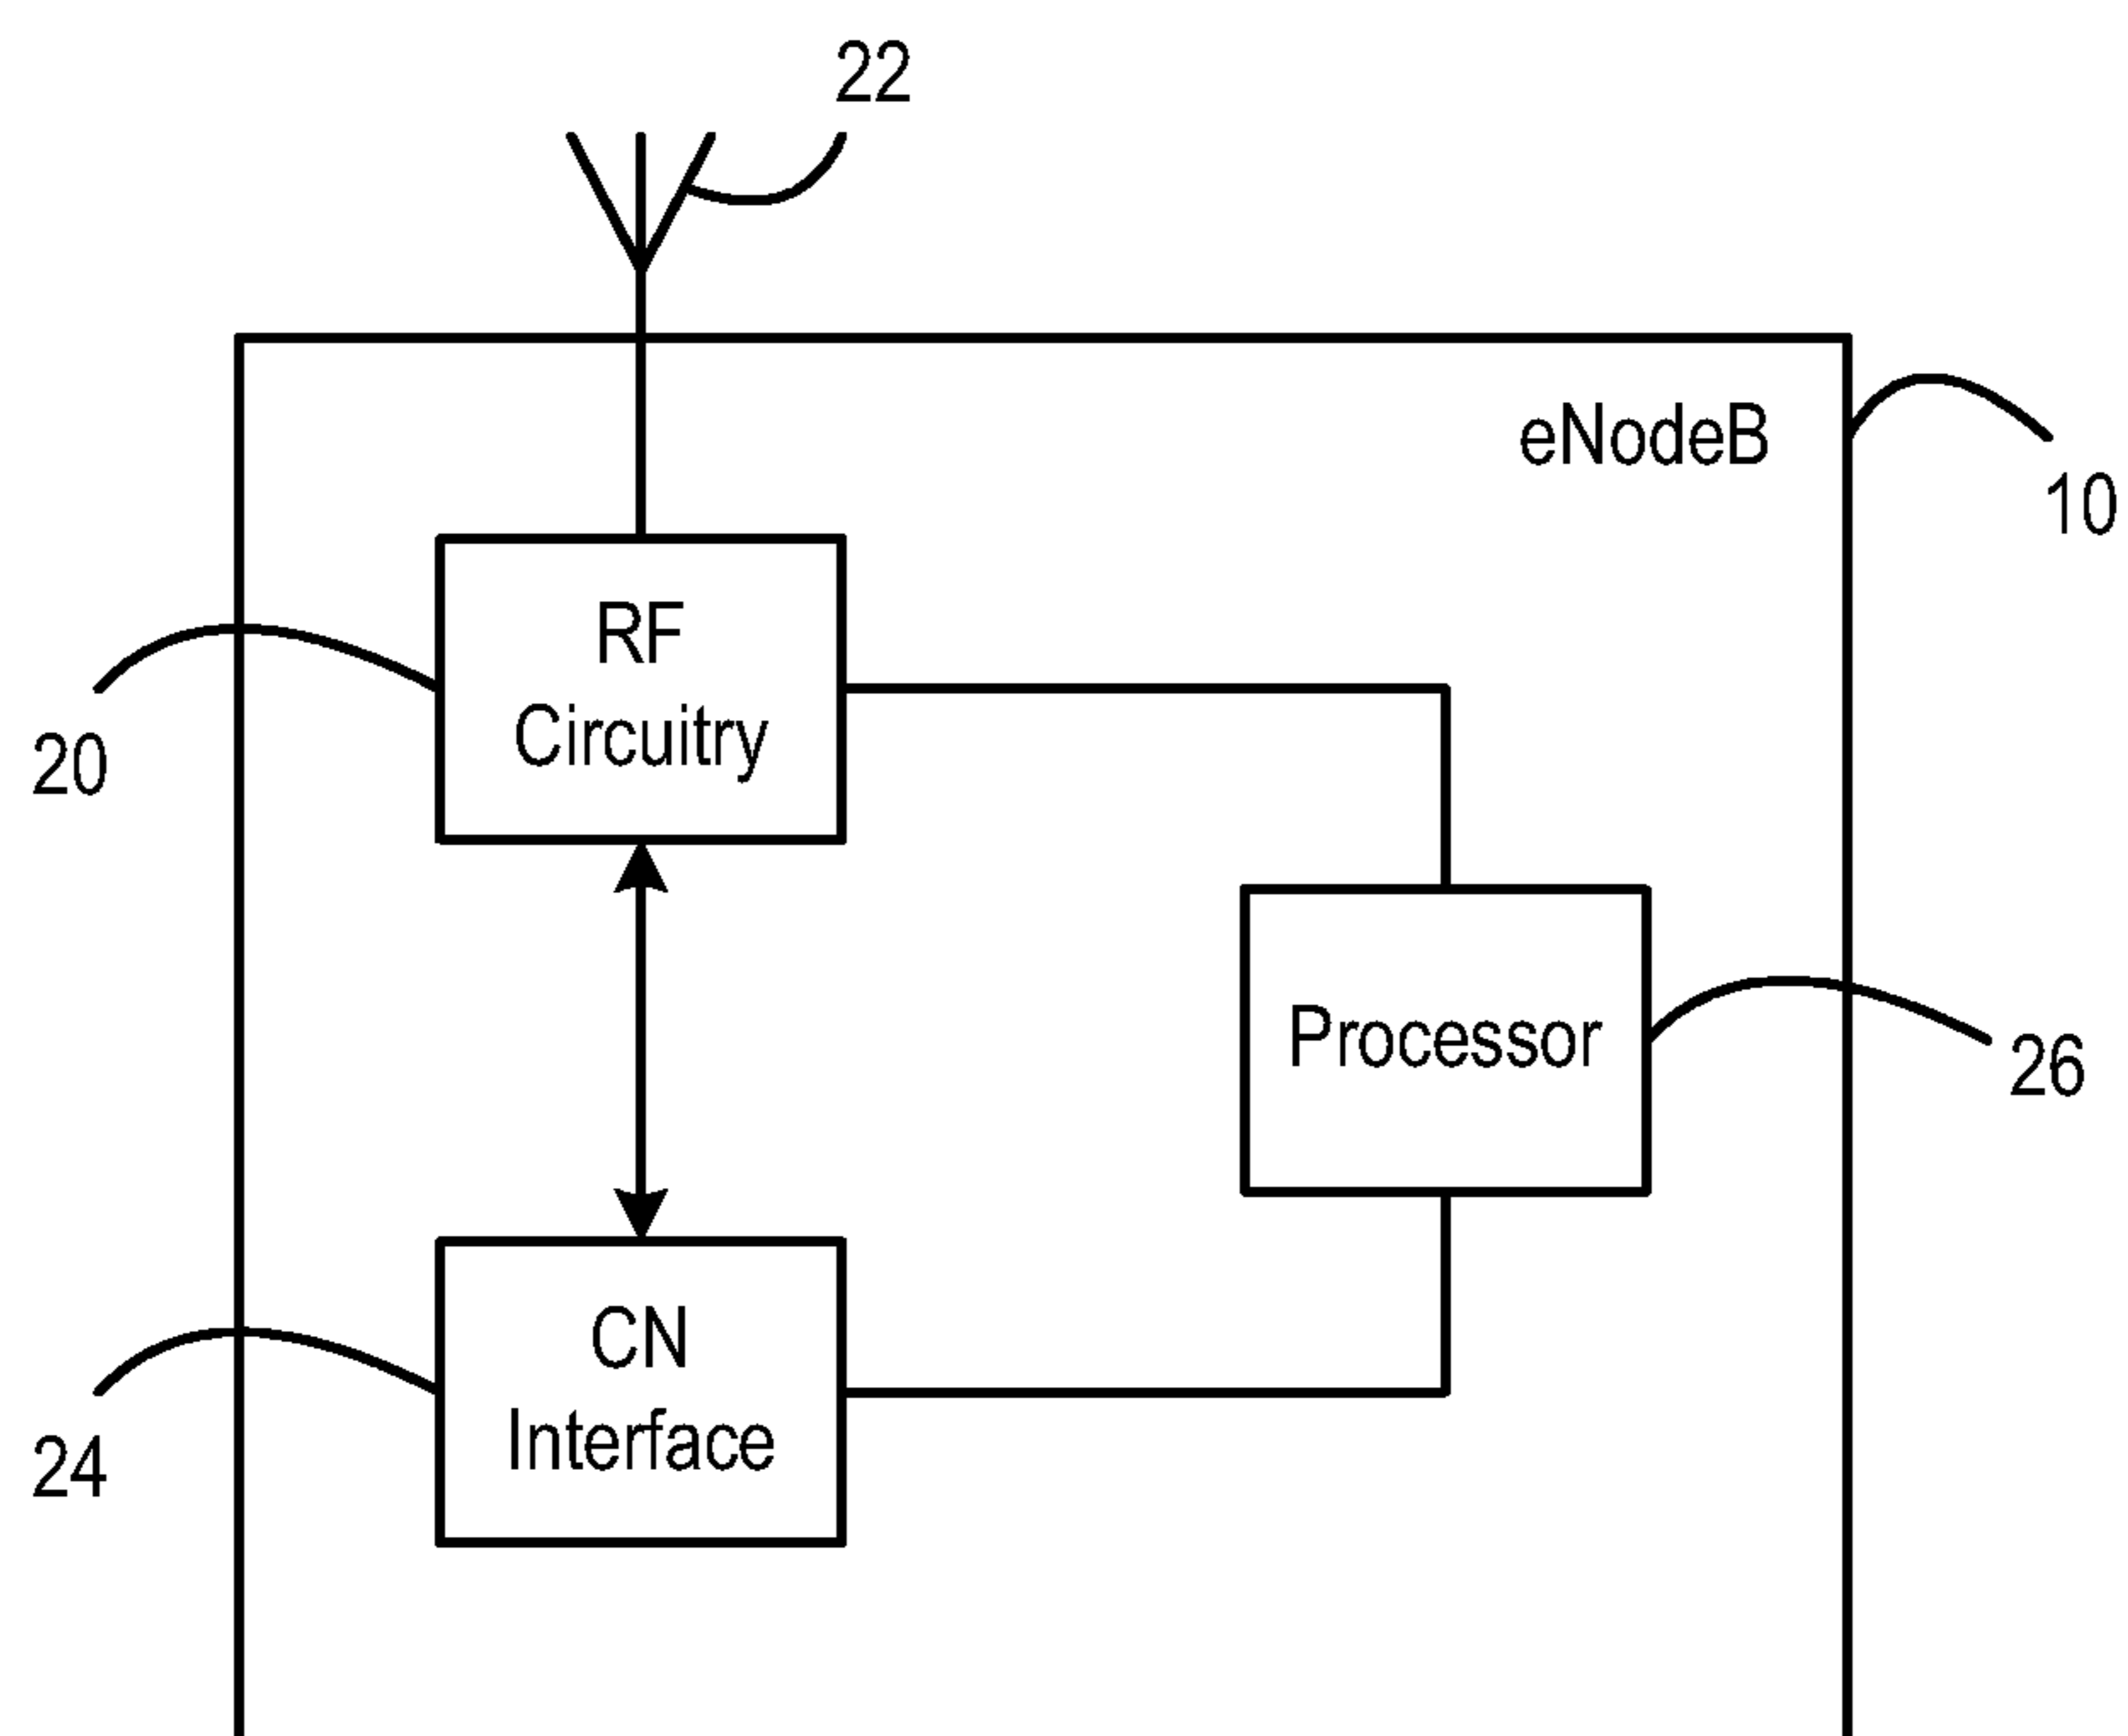 22
eNodeB
10
RF
Circuitry
20
Processor
26
CN
Interface
24